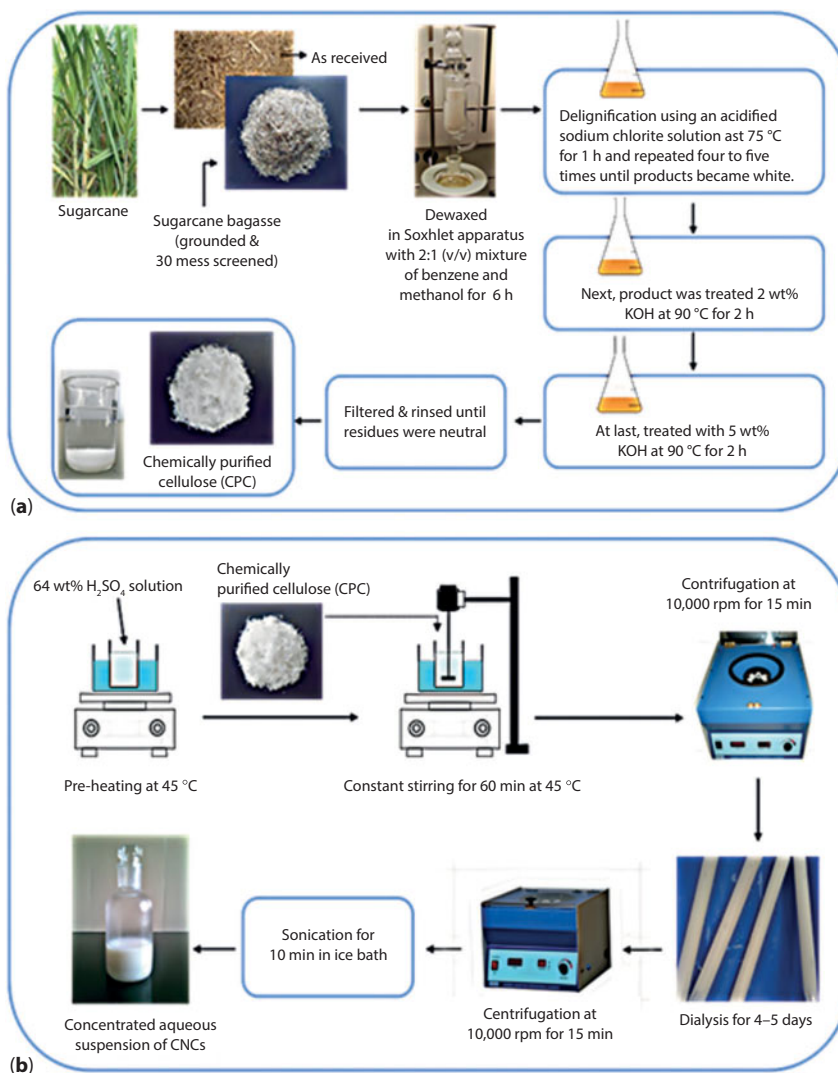 As received
Sugarcane
Sugarcane bagasse
(grounded &
30 mess screened)
Dewaxed
in Soxhlet apparatus
with 2:1 (v/v) mixture
of benzene and
methanol for 6 h
Delignification using an acidified
sodium chlorite solution ast 75 °C
for 1 h and repeated four to five
times until products became white.
Next, product was treated 2 wt%
KOH at 90 °C for 2 h
At last, treated with 5 wt%
KOH at 90 °C for 2 h
Filtered & rinsed until
residues were neutral
Chemically purified
cellulose (CPC)
(a)
64 wt% H₂SO₄ solution
Pre-heating at 45 °C
Chemically
purified cellulose (CPC)
Constant stirring for 60 min at 45 °C
Centrifugation at
10,000 rpm for 15 min
Dialysis for 4–5 days
Centrifugation at
10,000 rpm for 15 min
Sonication for
10 min in ice bath
Concentrated aqueous
suspension of CNCs
(b)